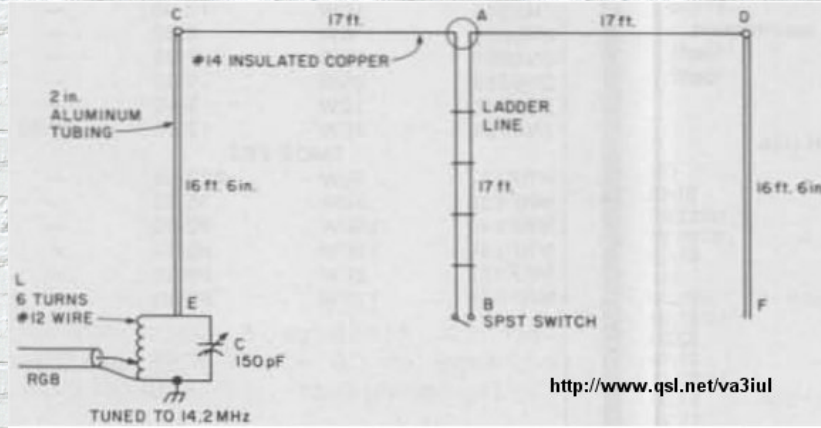 C
17 ft.
A
17 ft.
D
#14 INSULATED COPPER
2 in.
ALUMINUM
TUBING
LADDER
LINE
16 ft. 6 in.
17 ft.
16 ft. 6 in
L
6 TURNS
#12 WIRE
E
B
SPST SWITCH
F
C
150 pF
RGB
TUNED TO 14.2 MHz
http://www.qsl.net/va3iul